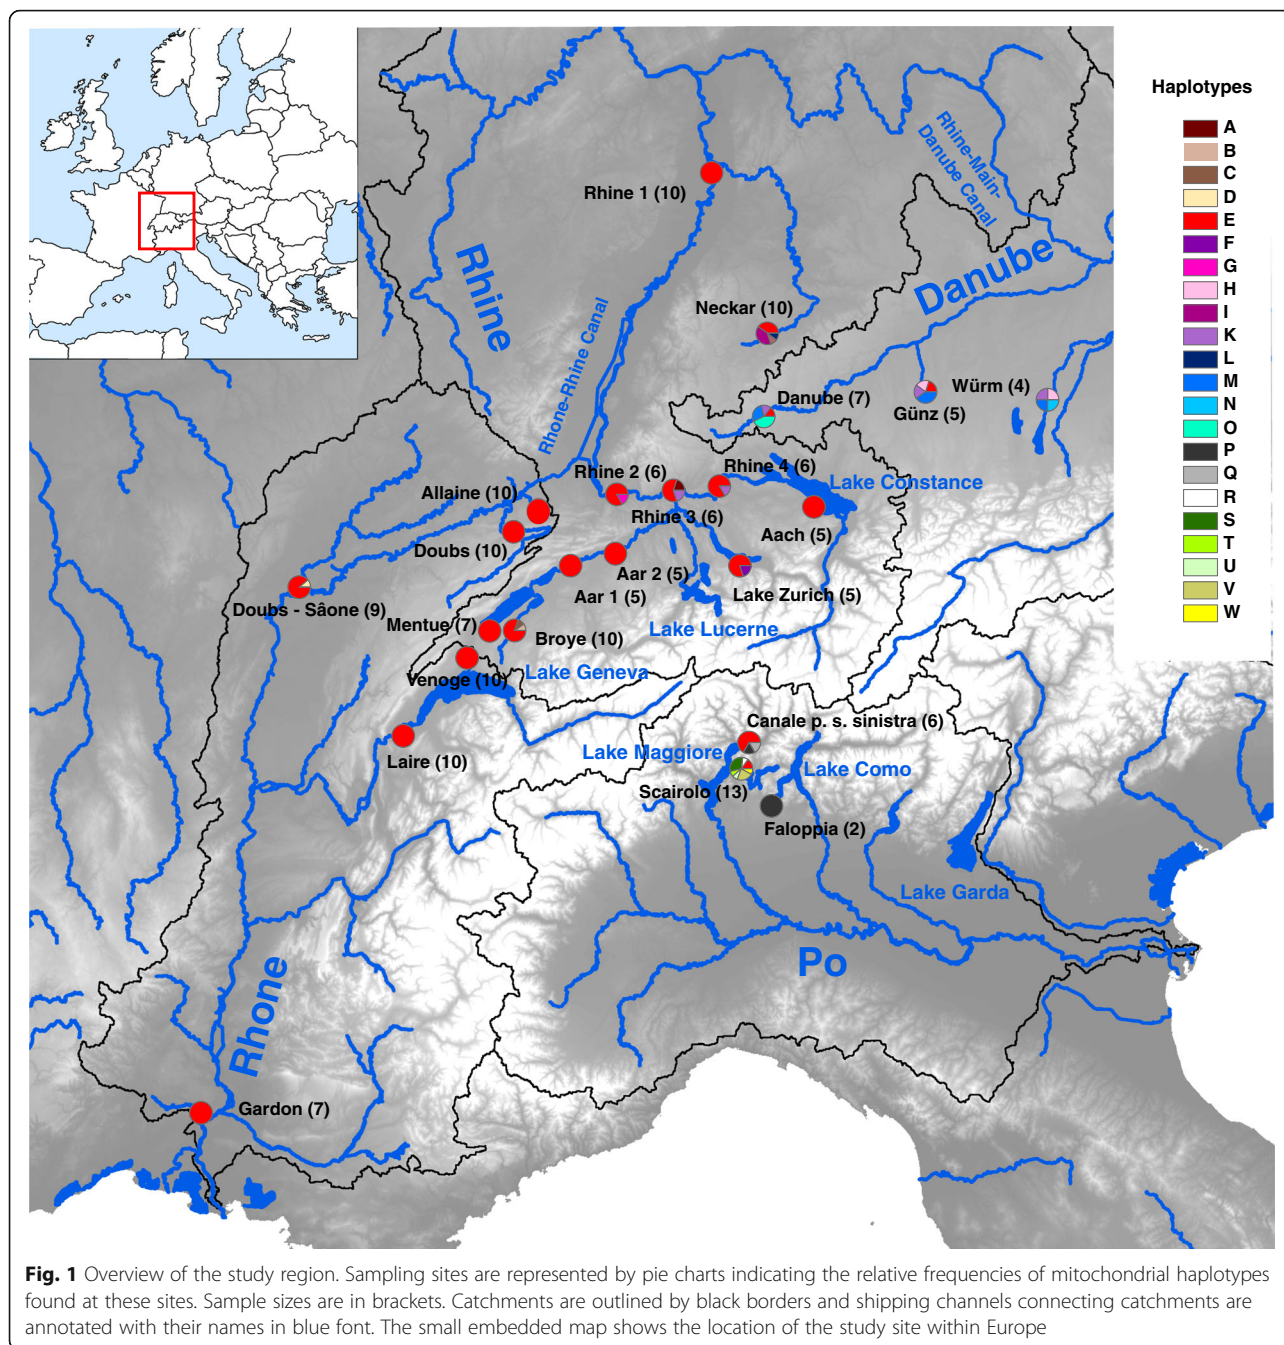 Haplotypes
A
B
C
D
E
F
G
H
I
K
L
M
N
O
P
Q
R
S
T
U
V
W
Rhine-Main-
Danube Canal
Rhine 1 (10)
Rhine
Danube
Neckar (10)
Rhone-Rhine Canal
Danube (7)
Würm (4)
Günz (5)
Rhine 2 (6)
Rhine 4 (6)
Lake Constance
Allaine (10)
Rhine 3 (6)
Aach (5)
Doubs (10)
Aar 2 (5)
Aar 1 (5)
Lake Zurich (5)
Doubs - Sâone (9)
Mentue (7)
Broye (10)
Lake Lucerne
Venoge (10)
Lake Geneva
Laire (10)
Canale p. s. sinistra (6)
Lake Maggiore
Lake Como
Scairolo (13)
Faloppia (2)
Lake Garda
Po
Rhone
Gardon (7)
Fig. 1 Overview of the study region. Sampling sites are represented by pie charts indicating the relative frequencies of mitochondrial haplotypes
found at these sites. Sample sizes are in brackets. Catchments are outlined by black borders and shipping channels connecting catchments are
annotated with their names in blue font. The small embedded map shows the location of the study site within Europe